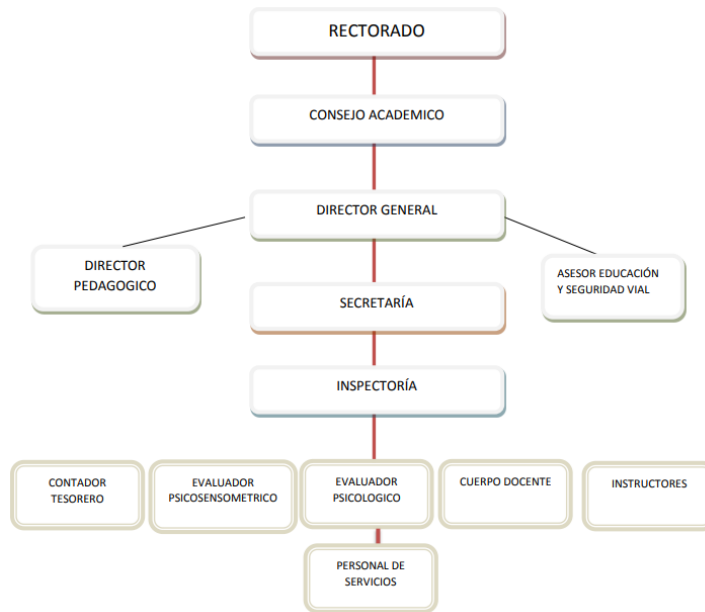 RECTORADO
CONSEJO ACADEMICO
DIRECTOR GENERAL
DIRECTOR
PEDAGOGICO
ASESOR EDUCACIÓN
Y SEGURIDAD VIAL
SECRETARÍA
INSPECTORÍA
CONTADOR
TESORERO
EVALUADOR
PSICOSENSOMETRICO
EVALUADOR
PSICOLOGICO
CUERPO DOCENTE
INSTRUCTORES
PERSONAL DE
SERVICIOS